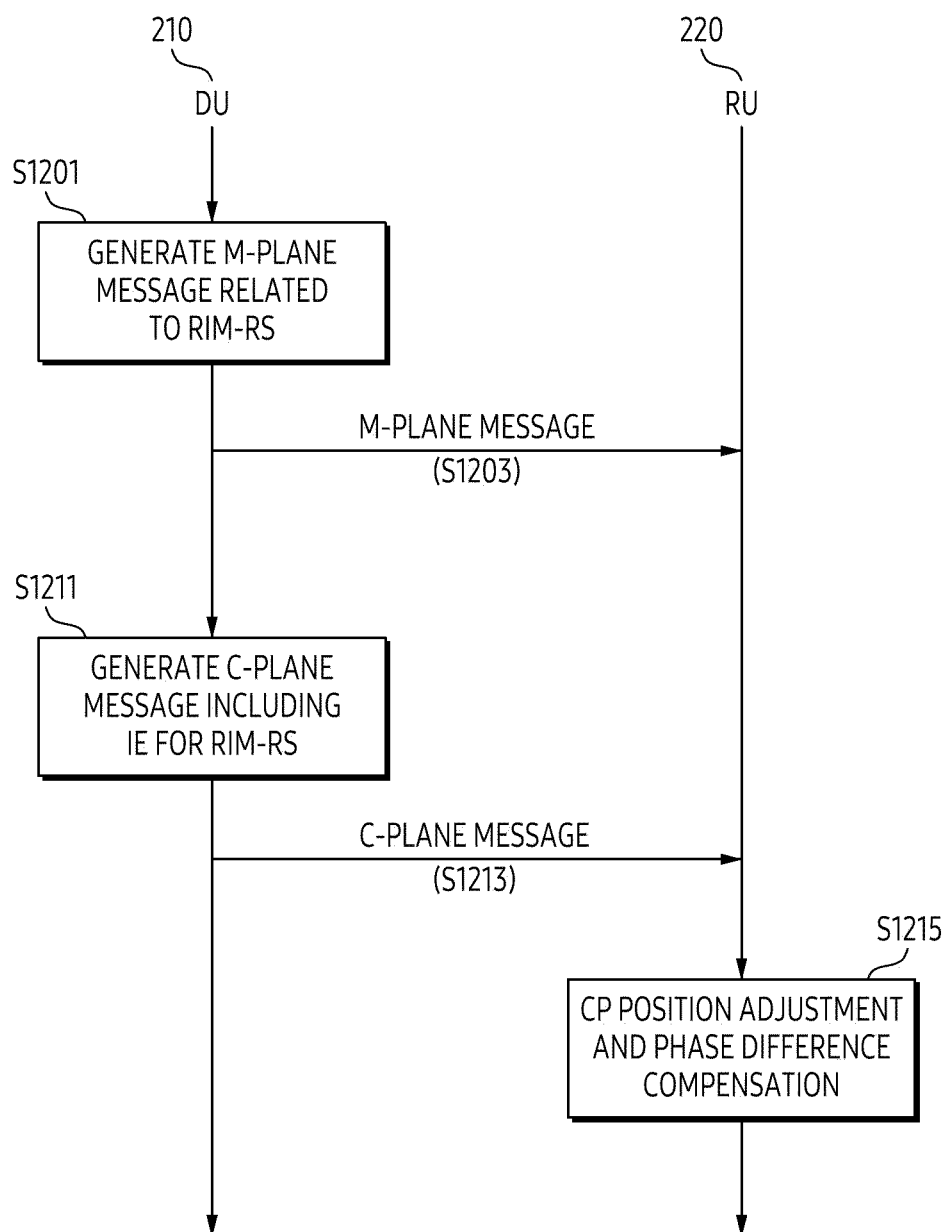 210
220
DU
RU
S1201
GENERATE M-PLANE
MESSAGE RELATED
TO RIM-RS
M-PLANE MESSAGE
(S1203)
S1211
GENERATE C-PLANE
MESSAGE INCLUDING
IE FOR RIM-RS
C-PLANE MESSAGE
(S1213)
S1215
CP POSITION ADJUSTMENT
AND PHASE DIFFERENCE
COMPENSATION